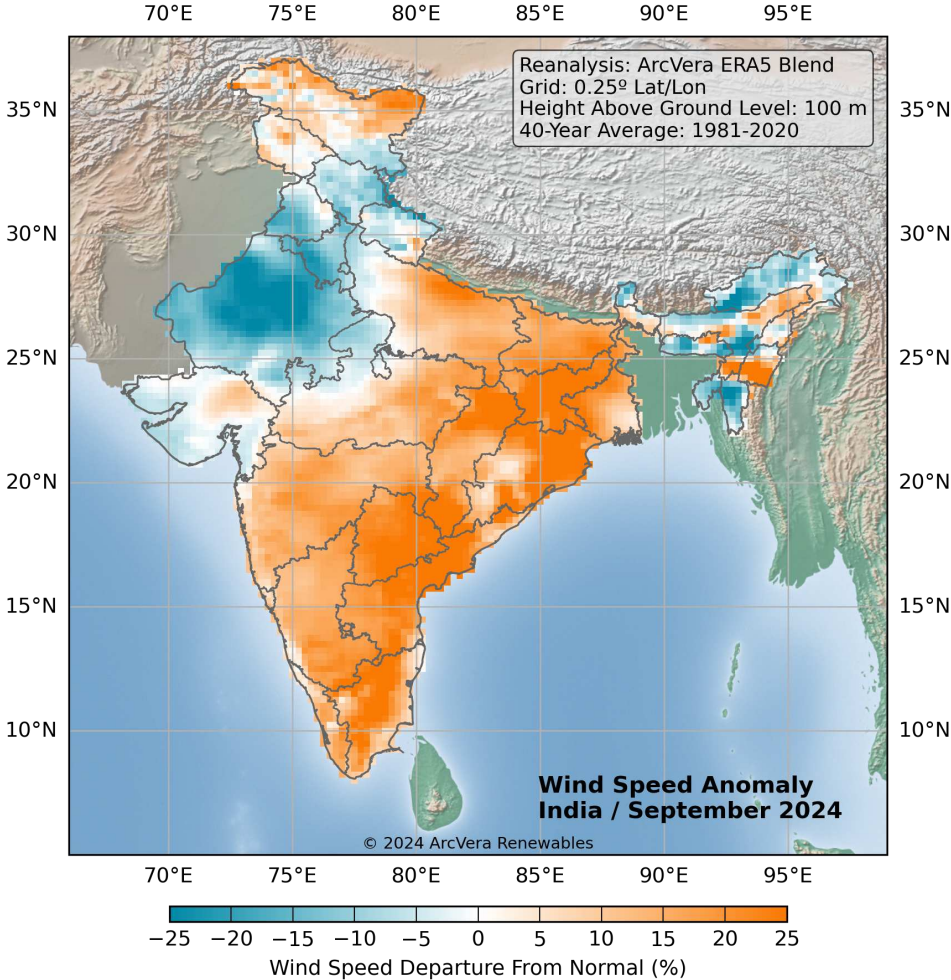 70°E 75°E 80°E 85°E 90°E 95°E
Reanalysis: ArcVera ERA5 Blend
Grid: 0.25º Lat/Lon
Height Above Ground Level: 100 m
40-Year Average: 1981-2020
35°N 35°N
30°N 30°N
25°N 25°N
20°N 20°N
15°N 15°N
10°N 10°N
Wind Speed Anomaly
India / September 2024
© 2024 ArcVera Renewables
70°E 75°E 80°E 85°E 90°E 95°E
−25 −20 −15 −10 −5 0 5 10 15 20 25
Wind Speed Departure From Normal (%)